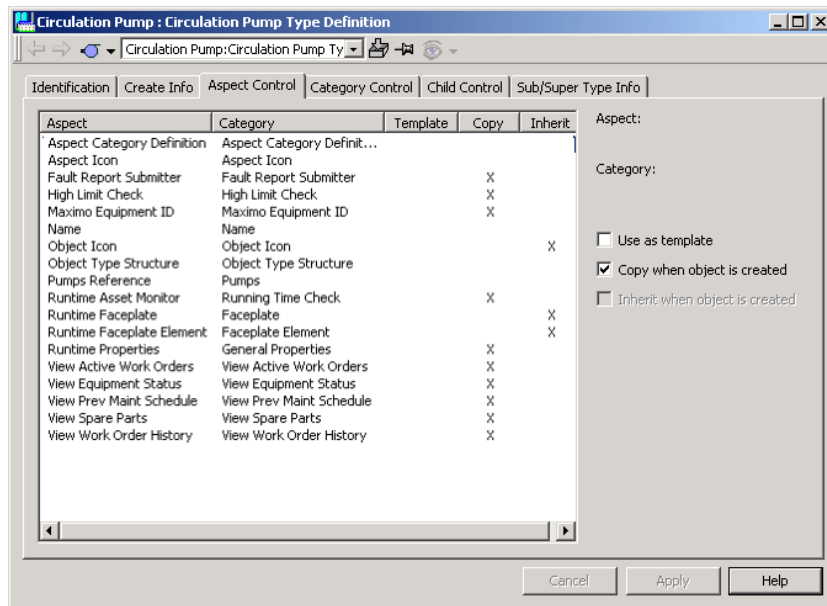 Circulation Pump : Circulation Pump Type Definition
Circulation Pump:Circulation Pump Ty
Identification Create Info Aspect Control Category Control Child Control Sub/Super Type Info
Aspect Category Template Copy Inherit
Aspect Category Definition Aspect Category Definit...
Aspect Icon Aspect Icon
Fault Report Submitter Fault Report Submitter X
High Limit Check High Limit Check X
Maximo Equipment ID Maximo Equipment ID X
Name Name
Object Icon Object Icon X
Object Type Structure Object Type Structure
Pumps Reference Pumps
Runtime Asset Monitor Running Time Check X
Runtime Faceplate Faceplate X
Runtime Faceplate Element Faceplate Element X
Runtime Properties General Properties X
View Active Work Orders View Active Work Orders X
View Equipment Status View Equipment Status X
View Prev Maint Schedule View Prev Maint Schedule X
View Spare Parts View Spare Parts X
View Work Order History View Work Order History X
Aspect:
Category:
Use as template
Copy when object is created
Inherit when object is created
Cancel Apply Help